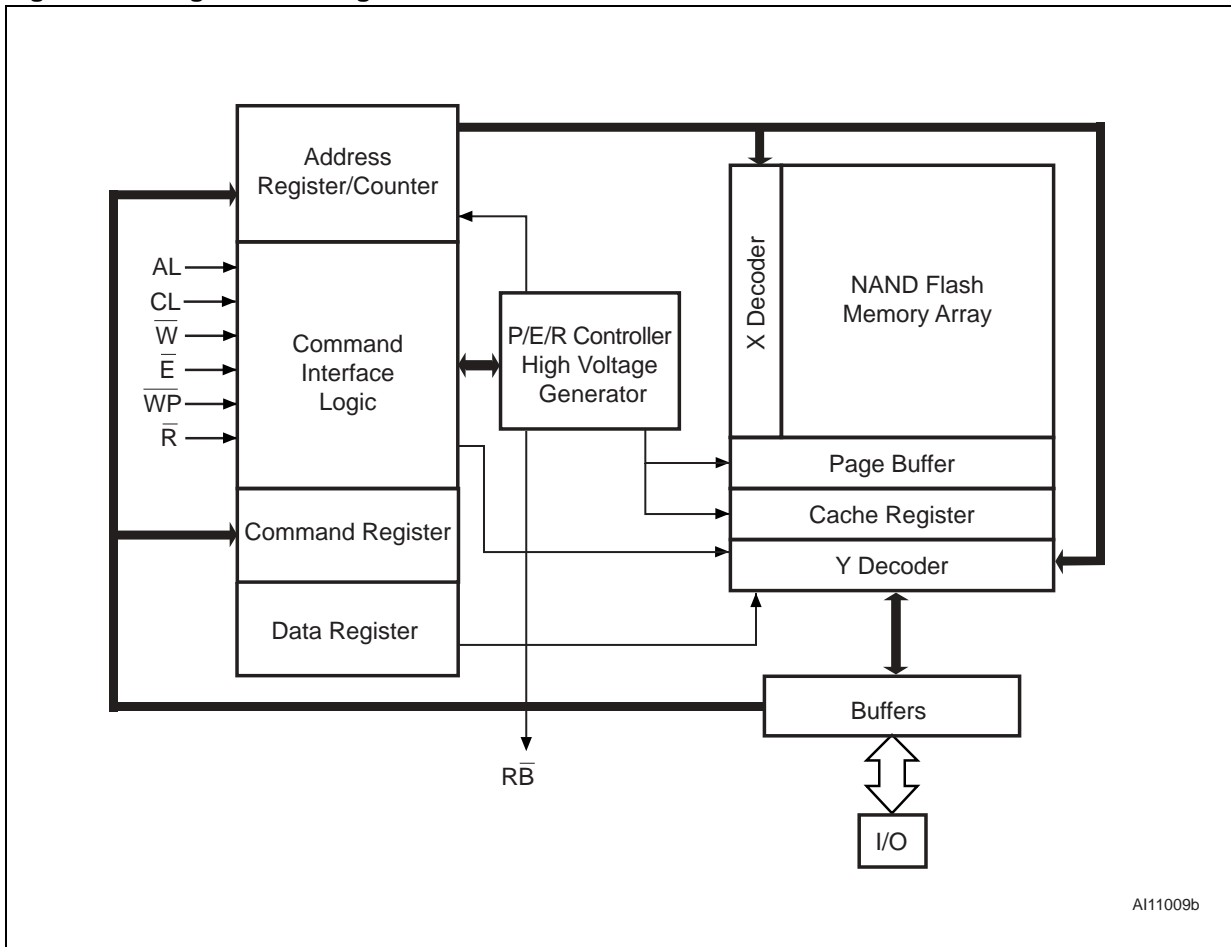 Address
Register/Counter
AL
CL
W̅
E̅
W̅P̅
R̅
Command
Interface
Logic
Command Register
Data Register
P/E/R Controller
High Voltage
Generator
RB̅
X Decoder
NAND Flash
Memory Array
Page Buffer
Cache Register
Y Decoder
Buffers
I/O
AI11009b